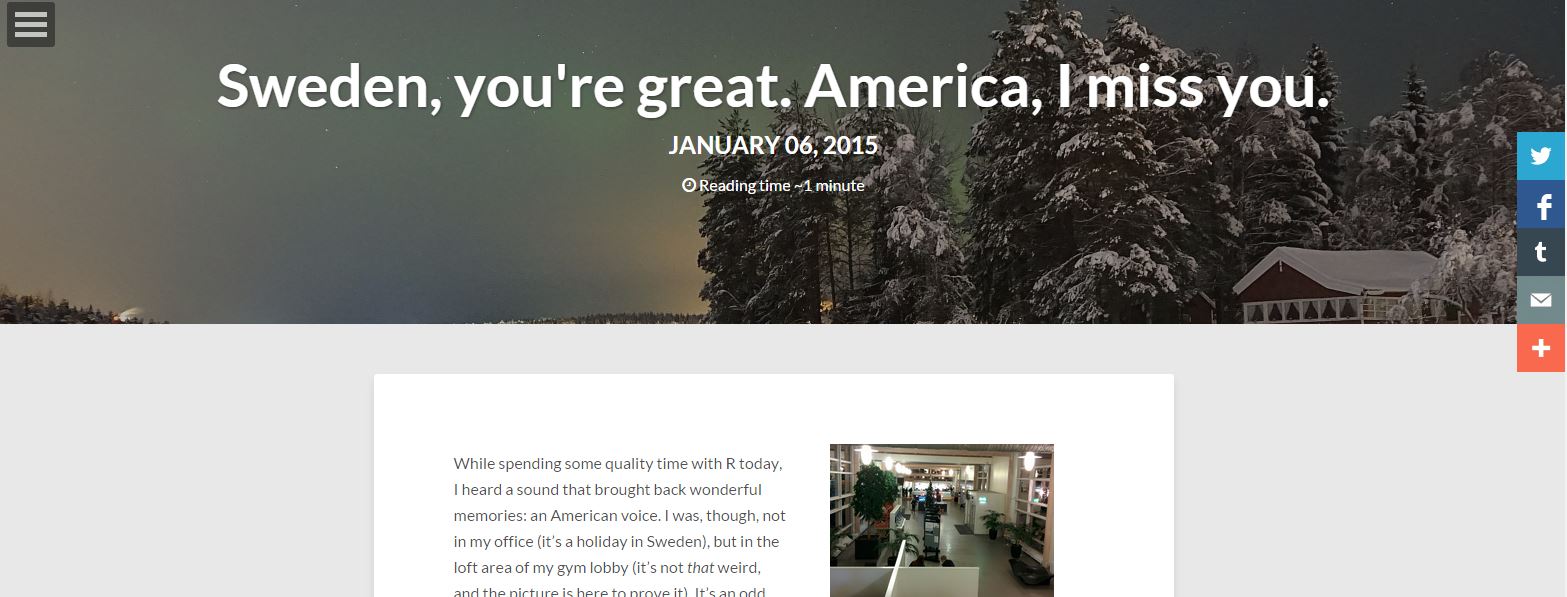 Sweden, you're great. America, I miss you.
JANUARY 06, 2015
Reading time ~1 minute
While spending some quality time with R today,
I heard a sound that brought back wonderful
memories: an American voice. I was, though, not
in my office (it’s a holiday in Sweden), but in the
loft area of my gym lobby (it’s not that weird,
and the picture is here to prove it). It’s an odd